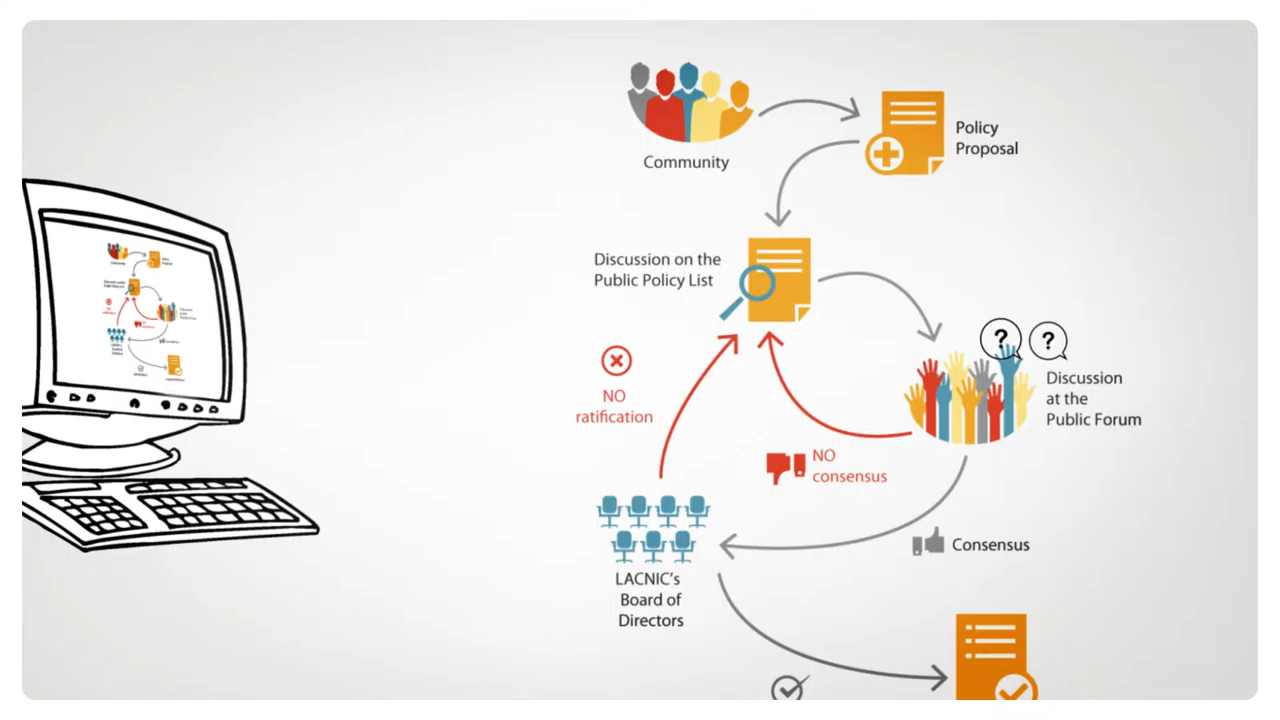 Community
Policy
Proposal
Discussion on the
Public Policy List
?
?
Discussion
at the
Public Forum
NO
ratification
NO
consensus
Consensus
LACNIC's
Board of
Directors